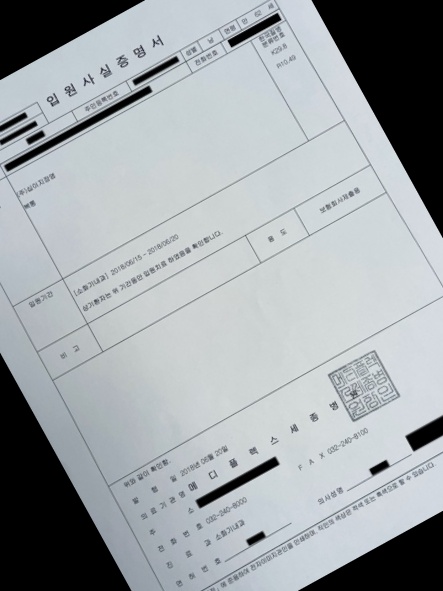 입원사실증명서
주민등록번호 성별 남 연령 만 62 세
전화번호
한국질병
분류번호
K29.8
R10.49
(주)십이지장염
복통
입원기간 [소화기내과] 2018/06/15 ~ 2018/06/20
상기환자는 위 기간동안 입원치료 하였음을 확인합니다.
용 도 보험회사제출용
비 고
위와 같이 확인함.
발 행 일 2018년 06월 20일
의료기관명 메디플렉스세종병원
주 소
전 화 번 호 032-240-8000 F A X 032-240-8100
진 료 과 소화기내과 의사성명
면 허 번 호